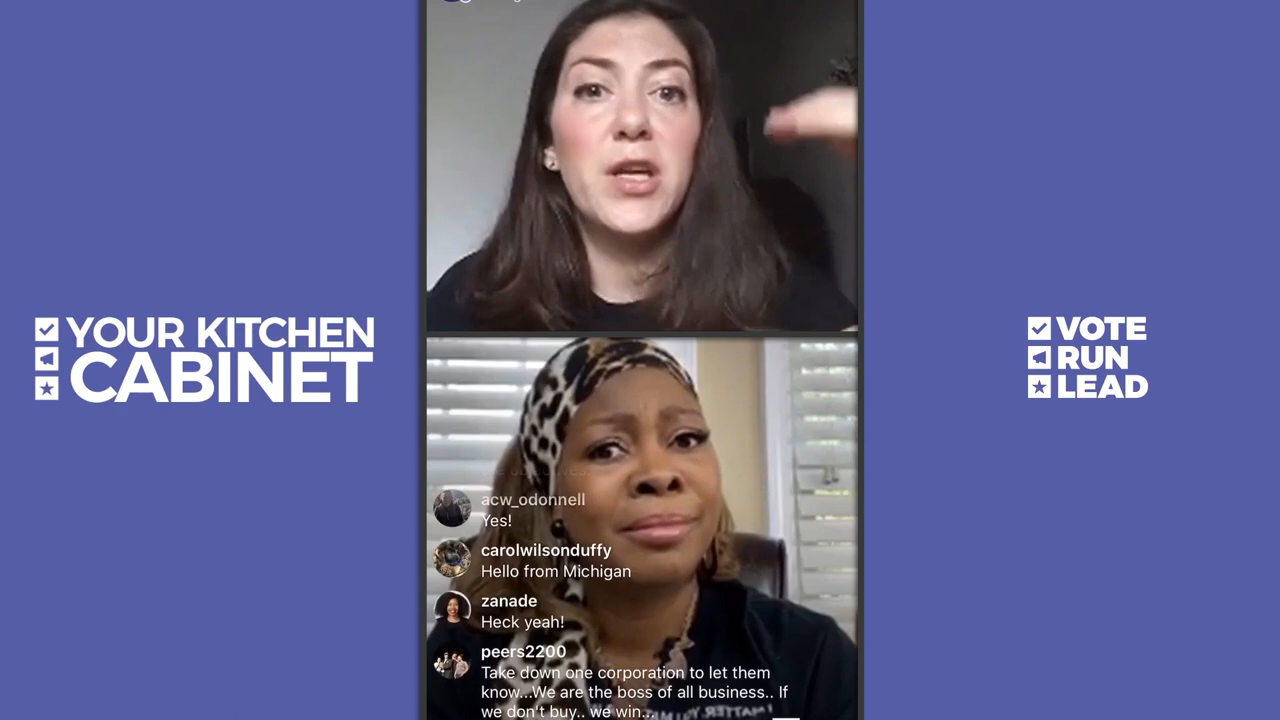 YOUR KITCHEN
CABINET
VOTE
RUN
LEAD
acw_odonnell
Yes!
carolwilsonduffy
Hello from Michigan
zanade
Heck yeah!
peers2200
Take down one corporation to let them
know...We are the boss of all business.. If
we don't buy.. we win...